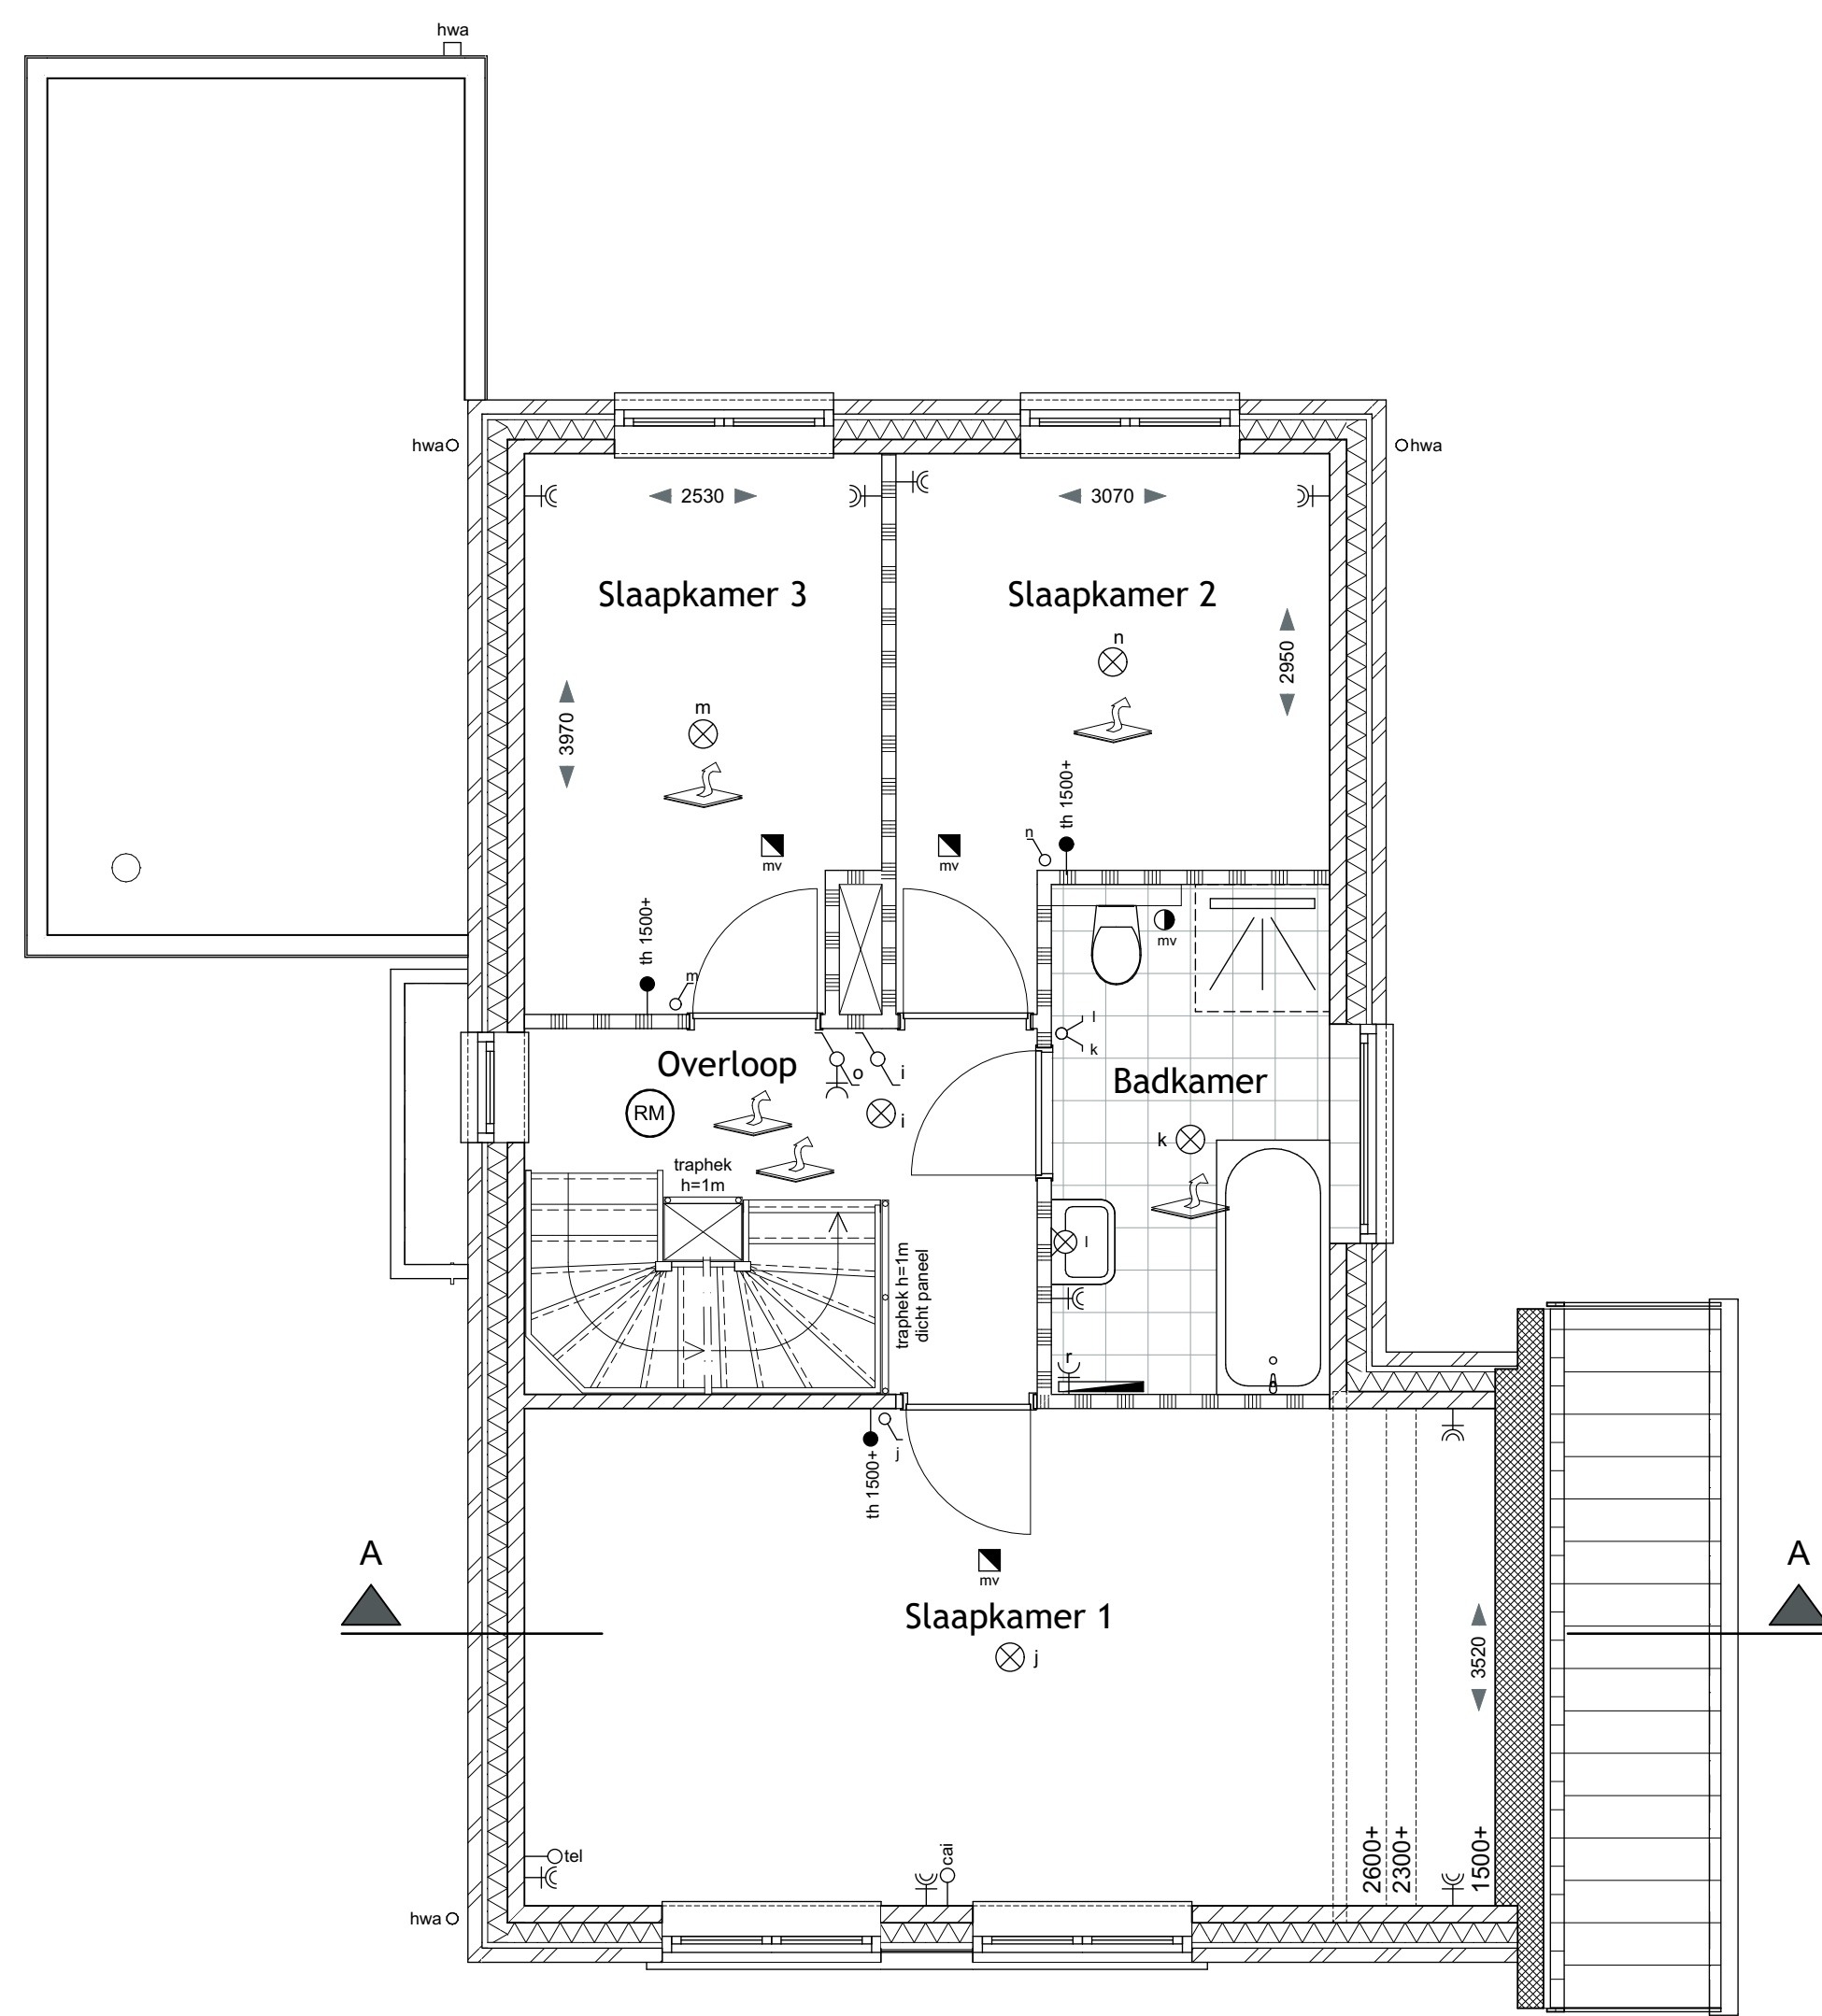 hwa
hwa
hwa
2530
3070
Slaapkamer 3
Slaapkamer 2
n
2950
m
3970
th 1500+
n
mv
mv
th 1500+
mv
m
l
k
Overloop
o
i
Badkamer
RM
i
k
traphek
h=1m
l
traphek h=1m
dicht paneel
r
j
th 1500+
A
A
mv
Slaapkamer 1
j
3520
2600+
2300+
1500+
tel
cai
hwa